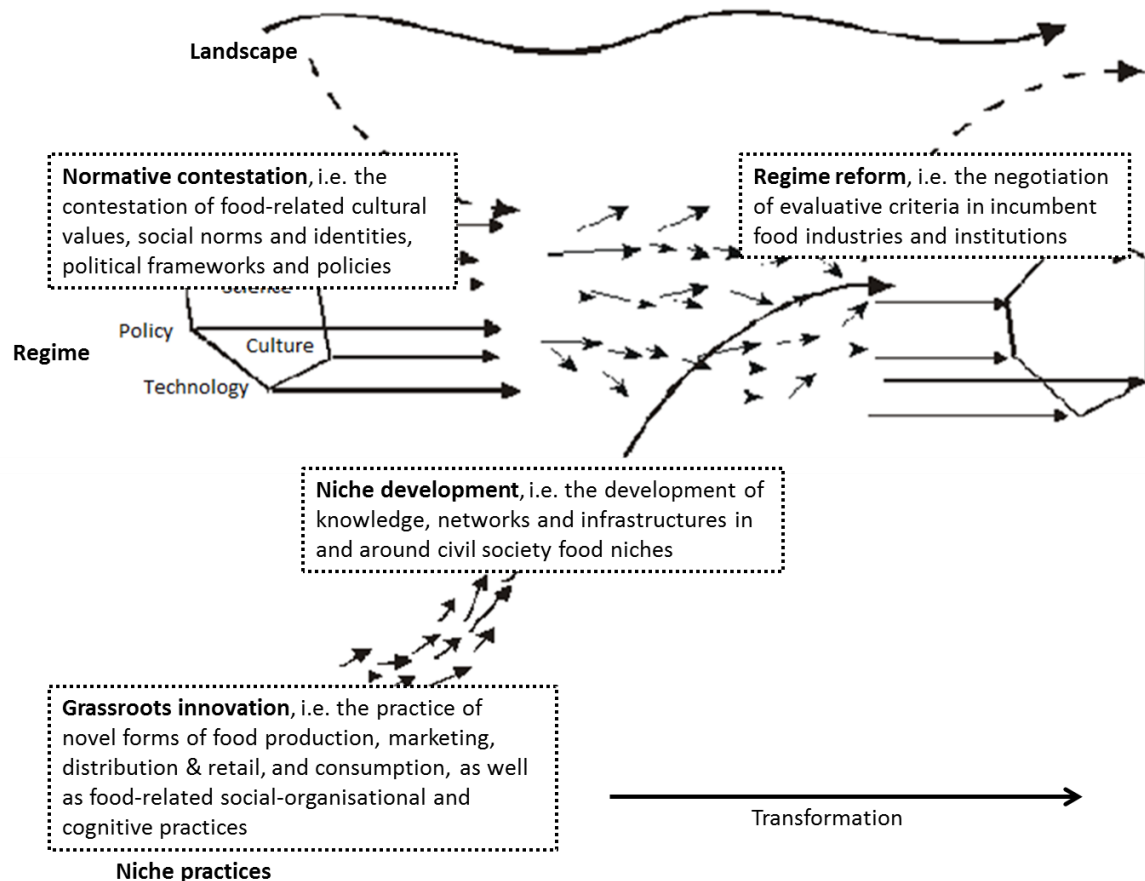 Landscape
Normative contestation, i.e. the
contestation of food-related cultural
values, social norms and identities,
political frameworks and policies
Regime reform, i.e. the negotiation
of evaluative criteria in incumbent
food industries and institutions
Science
Policy
Culture
Regime
Technology
Niche development, i.e. the development of
knowledge, networks and infrastructures in
and around civil society food niches
Grassroots innovation, i.e. the practice of
novel forms of food production, marketing,
distribution & retail, and consumption, as well
as food-related social-organisational and
cognitive practices
Transformation
Niche practices